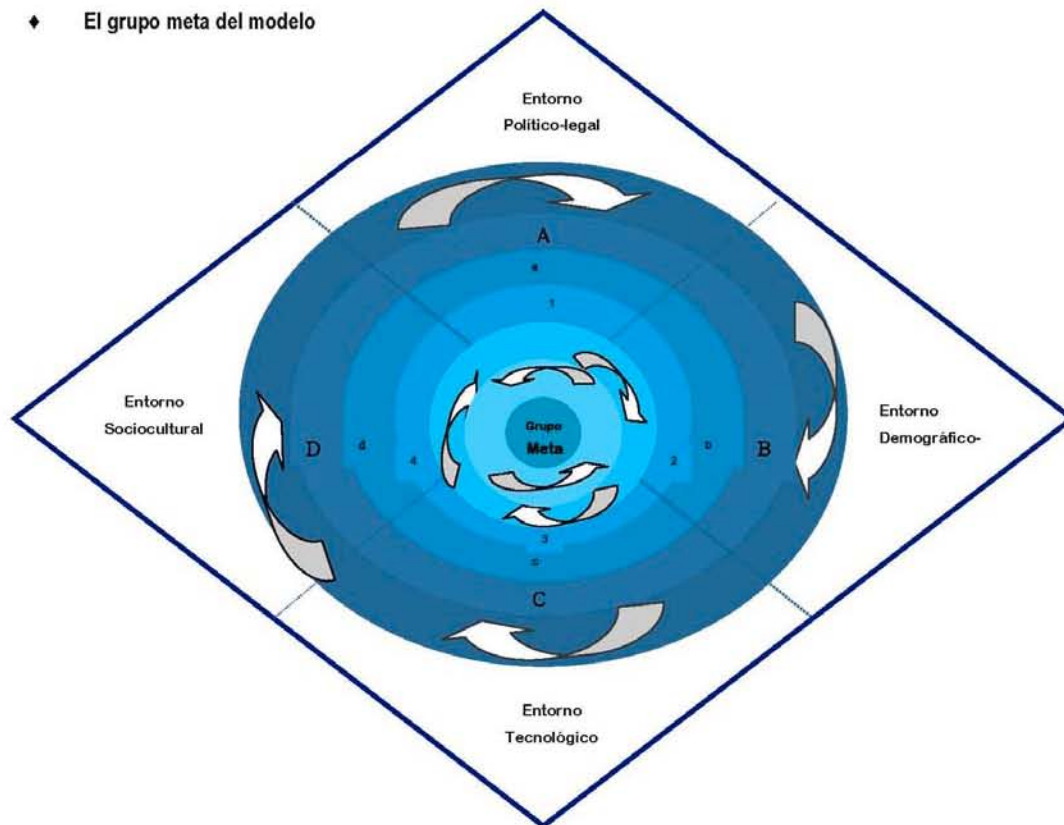 ♦ El grupo meta del modelo
Entorno
Político-legal
A
a
1
Entorno
Sociocultural
D
d
4
Grupo
Meta
2
b
B
Entorno
Demográfico-
3
c
C
Entorno
Tecnológico